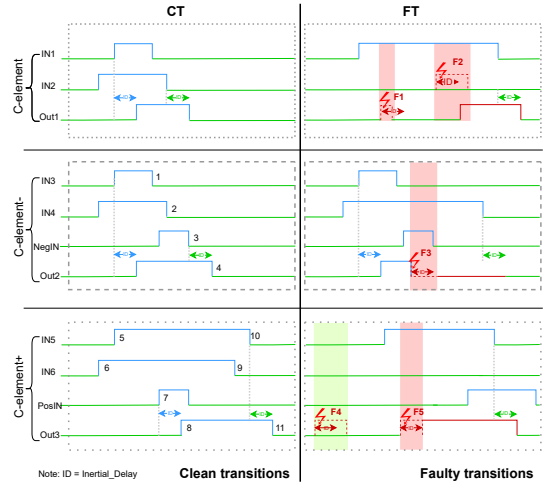 CT
FT
C-element
IN1
IN2
Out1
ID
ID
F1
ID
F2
ID
ID
C-element-
IN3
IN4
NegIN
Out2
1
2
3
4
ID
ID
F3
ID
ID
ID
C-element+
IN5
IN6
PosIN
Out3
5
6
7
8
9
10
11
ID
ID
F4
ID
F5
ID
ID
Note: ID = Inertial_Delay
Clean transitions
Faulty transitions